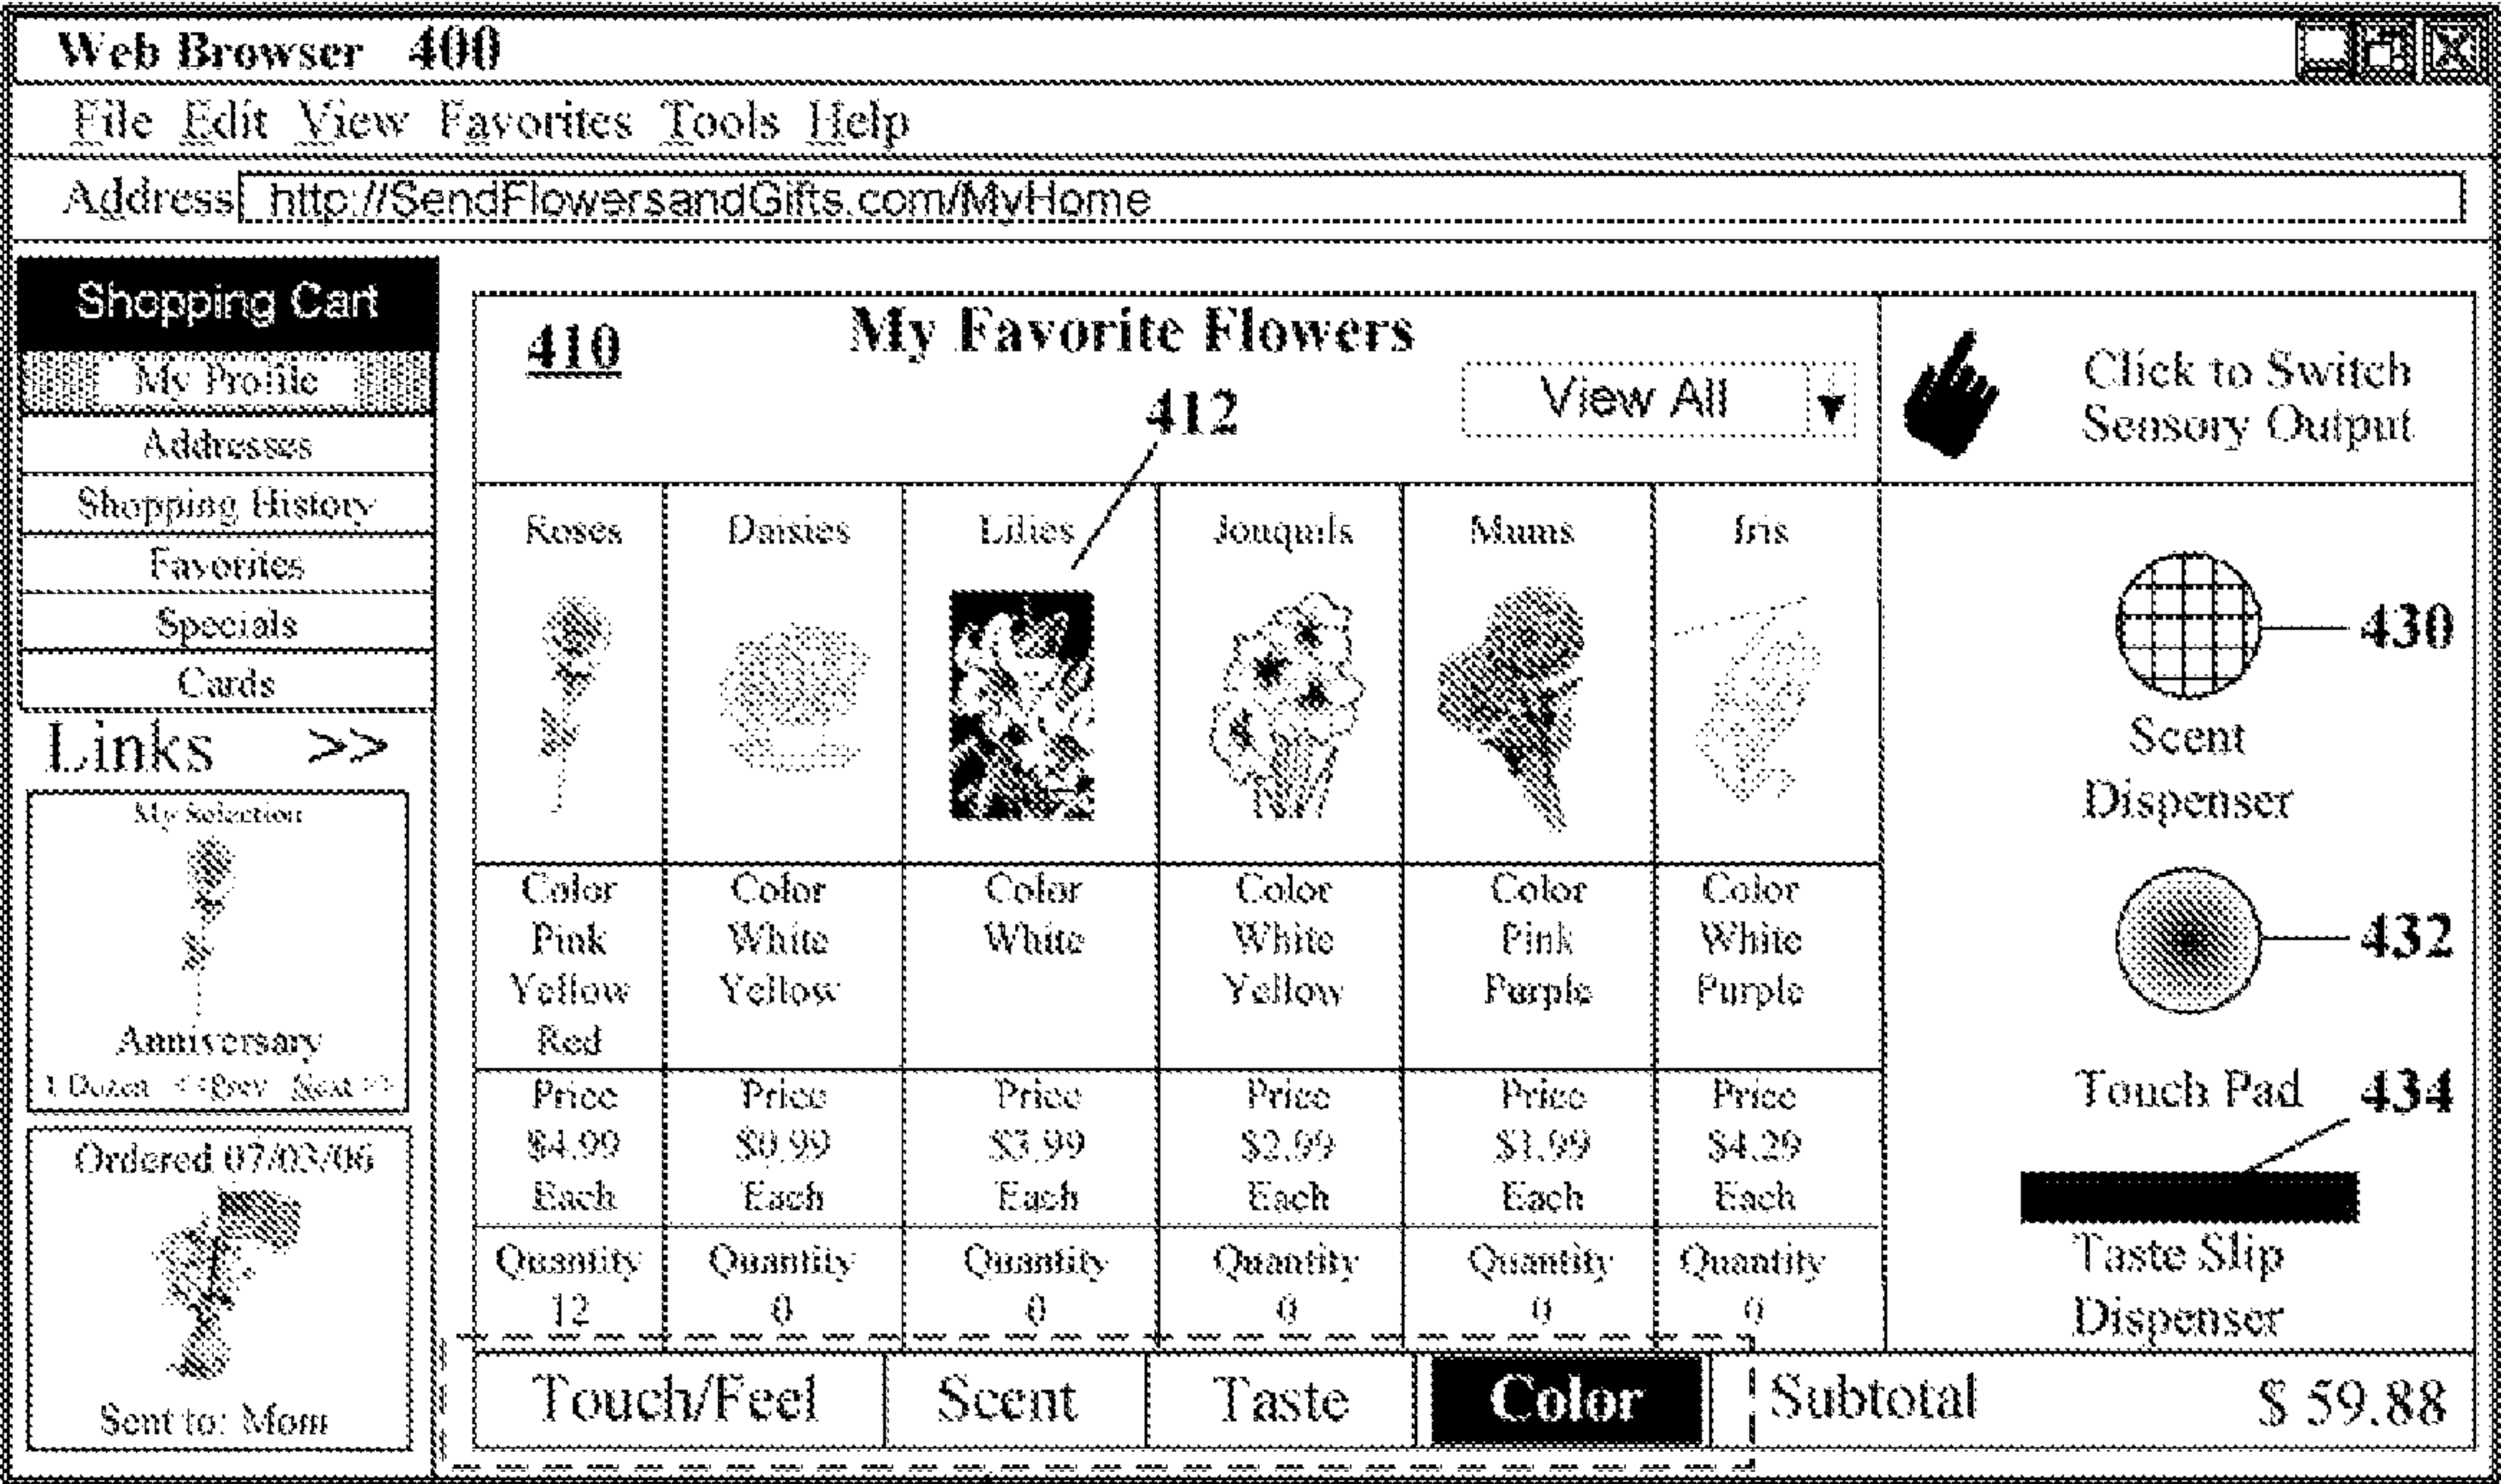 Web Browser 400
File Edit View Favorites Tools Help
Address http://SendFlowersandGifts.com/MyHome
Shopping Cart
My Profile
Addresses
Shopping History
Favorites
Specials
Cards
Links >>
My Selection
Anniversary
1 Dozen <<Prev Next >>
Ordered 07/03/06
Sent to: Mom
410
My Favorite Flowers
412
View All
Click to Switch
Sensory Output
Roses Daisies Lilies Jonquils Mums Iris
Color Color Color Color Color Color
Pink White White White Pink White
Yellow Yellow Yellow Purple Purple
Red
Price Price Price Price Price Price
$4.99 $0.99 $3.99 $2.99 $1.99 $4.29
Each Each Each Each Each Each
Quantity Quantity Quantity Quantity Quantity Quantity
12 0 0 0 0 0
430
Scent
Dispenser
432
Touch Pad
434
Taste Slip
Dispenser
Touch/Feel Scent Taste Color Subtotal $ 59.88